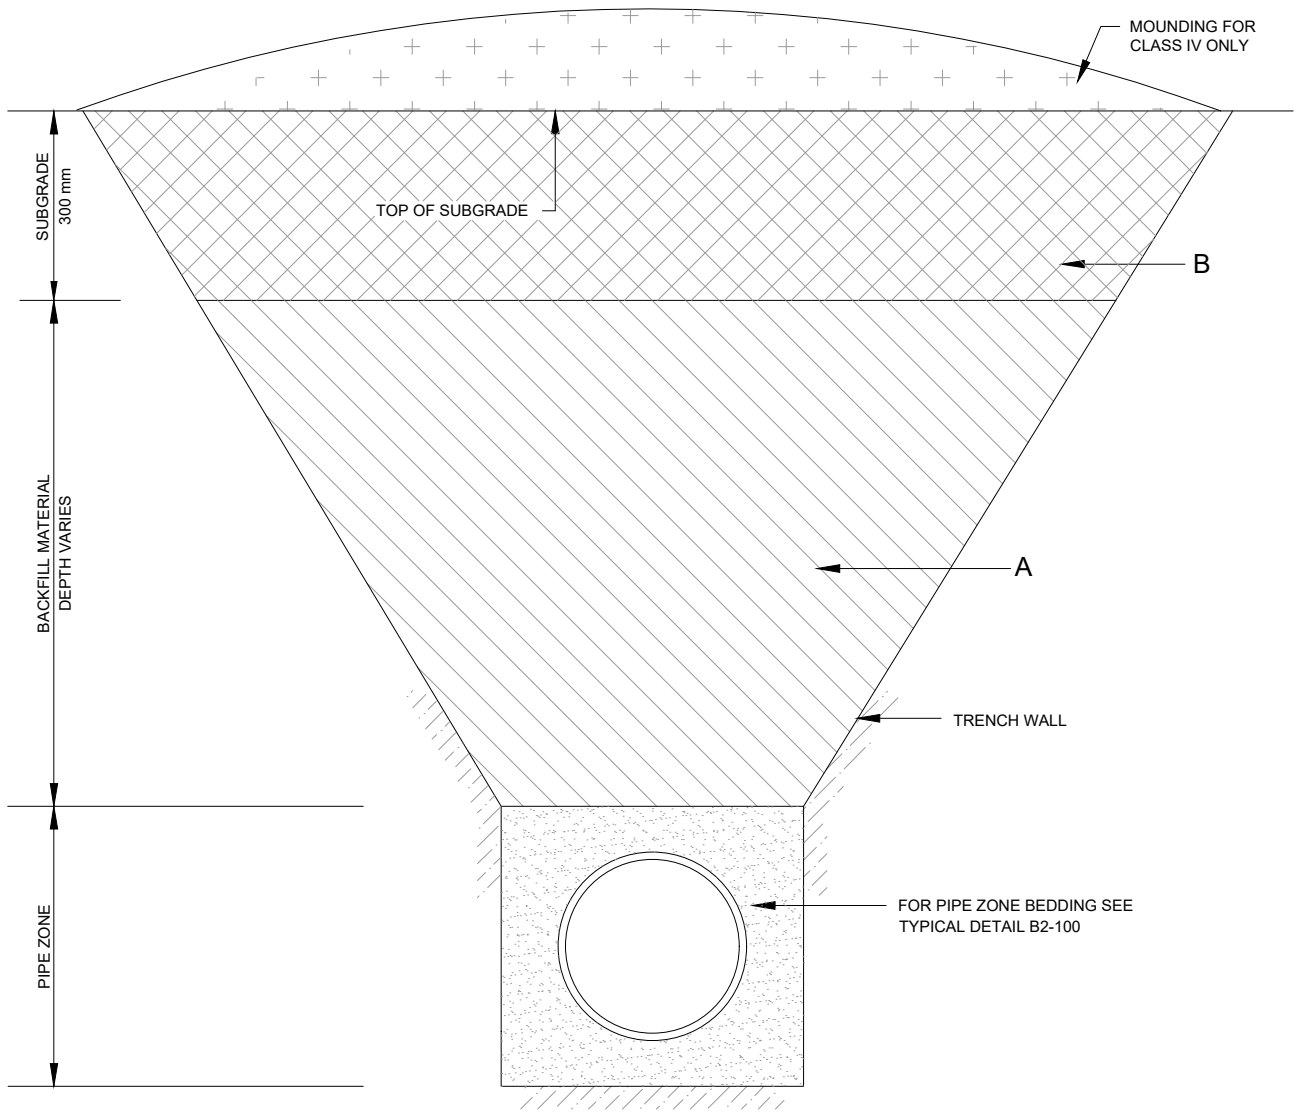 MOUNDING FOR
CLASS IV ONLY
SUBGRADE
300 mm
TOP OF SUBGRADE
B
BACKFILL MATERIAL
DEPTH VARIES
A
TRENCH WALL
PIPE ZONE
FOR PIPE ZONE BEDDING SEE
TYPICAL DETAIL B2-100